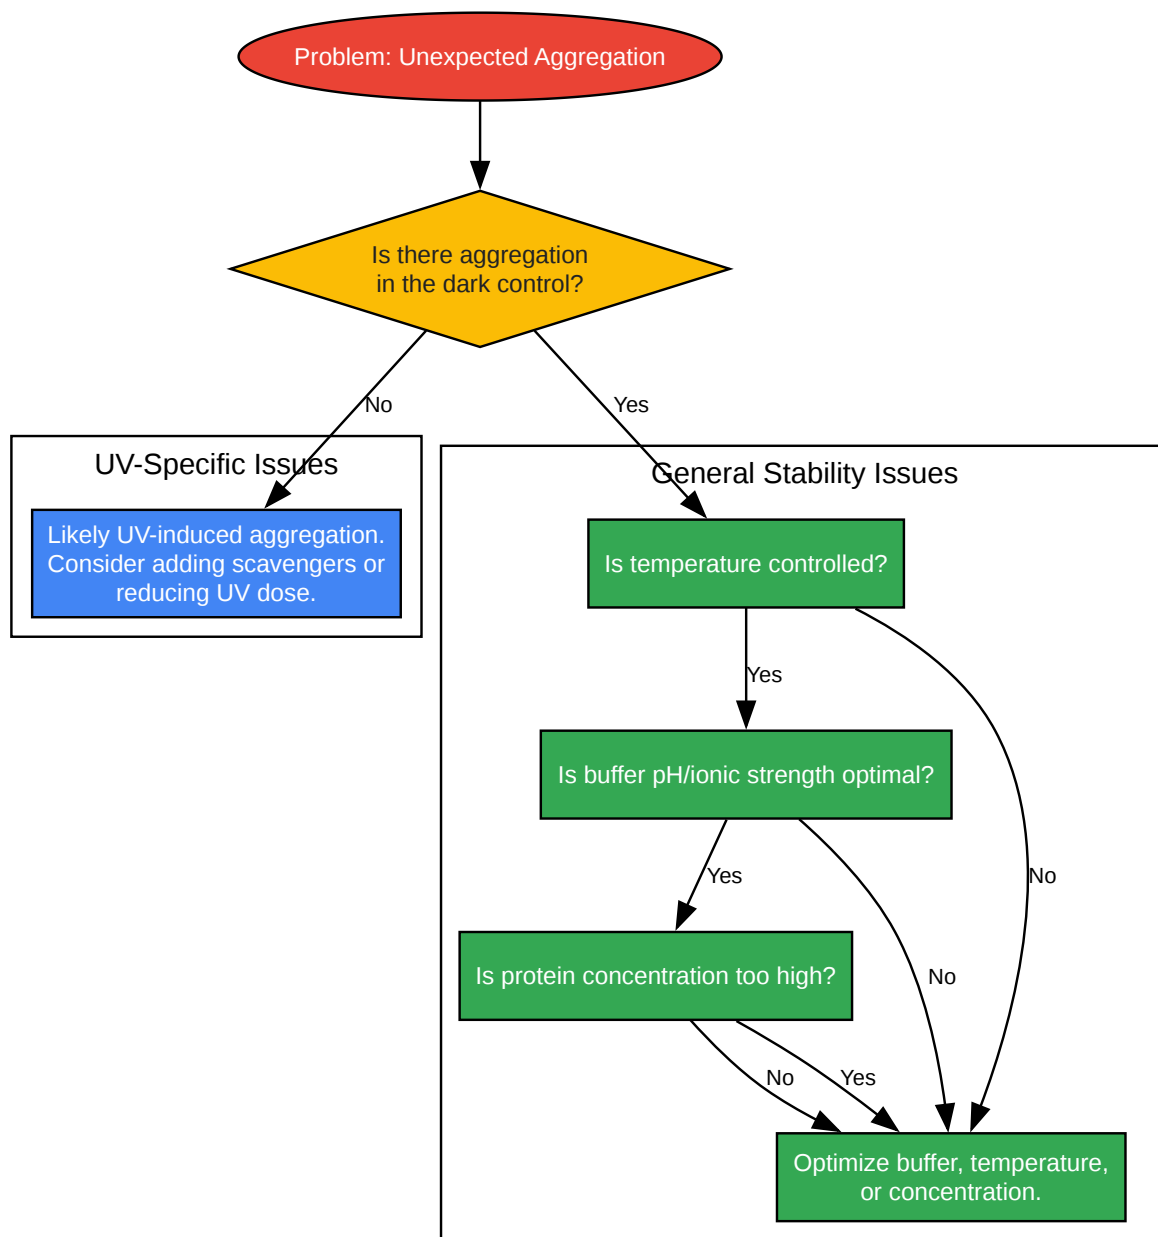 Problem: Unexpected Aggregation
Is there aggregation
in the dark control?
No
Yes
UV-Specific Issues
General Stability Issues
Likely UV-induced aggregation.
Consider adding scavengers or
reducing UV dose.
Is temperature controlled?
Yes
Is buffer pH/ionic strength optimal?
Yes
No
Is protein concentration too high?
No
No
Yes
Optimize buffer, temperature,
or concentration.